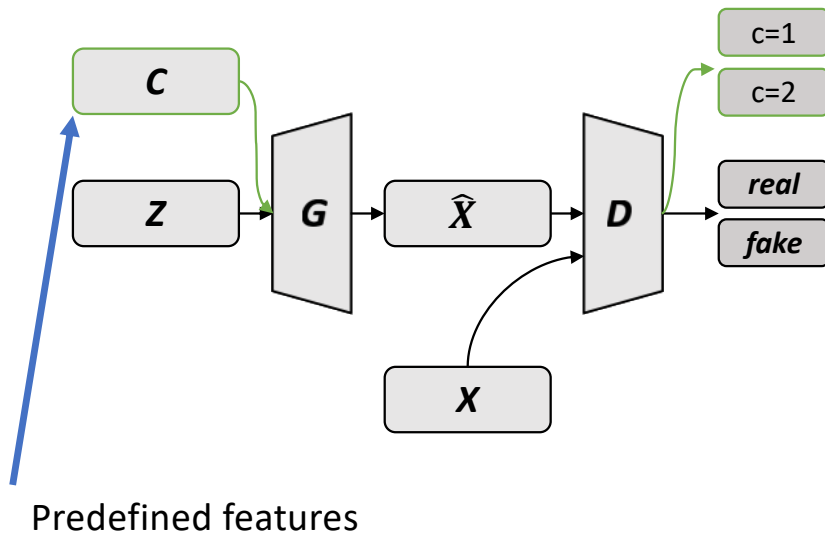 C
c=1
c=2
Z
G
X̂
D
real
fake
X
Predefined features